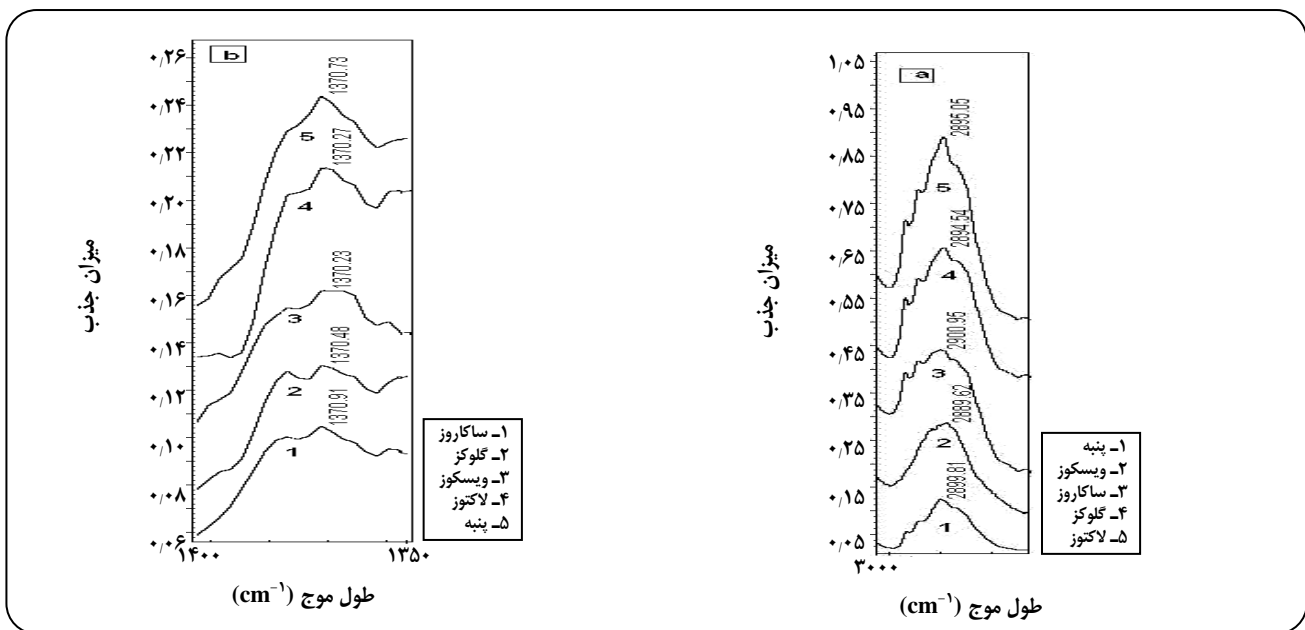 b
۰٫۲۶
۰٫۲۴
۰٫۲۲
۰٫۲۰
۰٫۱۸
۰٫۱۶
۰٫۱۴
۰٫۱۲
۰٫۱۰
۰٫۰۸
۰٫۰۶
میزان جذب
1370.73
5
1370.27
4
1370.23
3
1370.48
2
1370.91
1
۱۴۰۰
۱۳۵۰
طول موج (cm⁻¹)
۱ـ ساکاروز
۲ـ گلوکز
۳ـ ویسکوز
۴ـ لاکتوز
۵ـ پنبه
a
۱٫۰۵
۰٫۹۵
۰٫۸۵
۰٫۷۵
۰٫۶۵
۰٫۵۵
۰٫۴۵
۰٫۳۵
۰٫۲۵
۰٫۱۵
۰٫۰۵
میزان جذب
2895.05
5
2894.54
4
2900.95
3
2889.62
2
2899.81
1
۳۰۰۰
طول موج (cm⁻¹)
۱ـ پنبه
۲ـ ویسکوز
۳ـ ساکاروز
۴ـ گلوکز
۵ـ لاکتوز